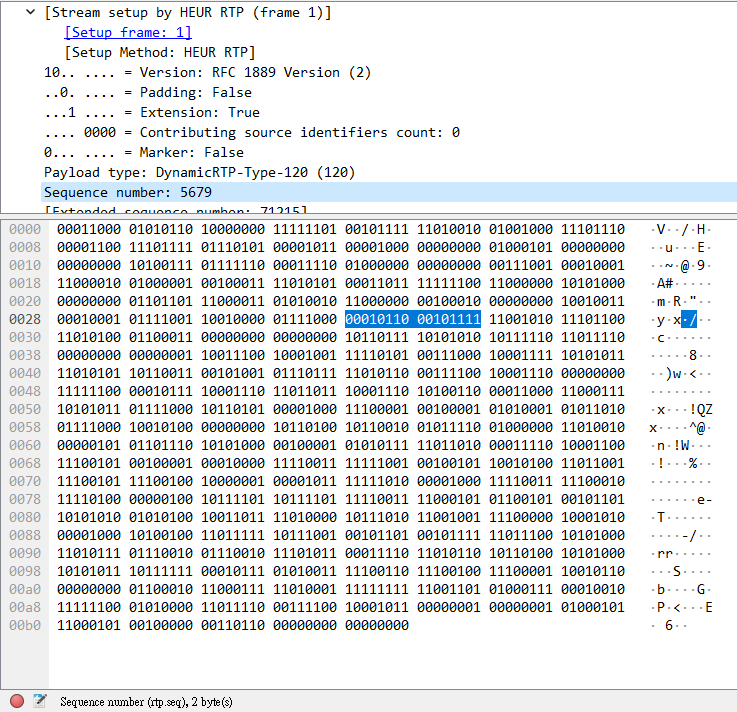 [Stream setup by HEUR RTP (frame 1)]
[Setup frame: 1]
[Setup Method: HEUR RTP]
10.. .... = Version: RFC 1889 Version (2)
..0. .... = Padding: False
...1 .... = Extension: True
.... 0000 = Contributing source identifiers count: 0
0... .... = Marker: False
Payload type: DynamicRTP-Type-120 (120)
Sequence number: 5679
[Extended sequence number: 71215]
0000 00011000 01010110 10000000 11111101 00101111 11010010 01001000 11101110 ·V··/·H·
0008 00001100 11101111 01110101 00001011 00001000 00000000 01000101 00000000 ··u···E·
0010 00000000 10100111 01111110 00011110 01000000 00000000 00111001 00010001 ··~·@·9·
0018 11000010 01000001 00100011 11010101 00011011 11111100 11000000 10101000 ·A#·····
0020 00000000 01101101 11000011 01010010 11000000 00100010 00000000 10010011 ·m·R·"··
0028 00010001 01111001 10010000 01111000 00010110 00101111 11001010 11101100 ·y·x·/··
0030 11010100 01100011 00000000 00000000 10110111 10101010 10111110 11011110 ·c······
0038 00000000 00000001 10011100 10001001 11110101 00111000 10001111 10101011 ·····8··
0040 11010101 10110011 00101001 01110111 11010110 00111100 10001110 00000000 ··)w·<··
0048 11111100 00010111 10001110 11011011 10001110 10100110 00011000 11000111 ········
0050 10101011 01111000 10110101 00001000 11100001 00100001 01010001 01011010 ·x···!QZ
0058 01111000 10010100 00000000 10110100 10110010 01011110 01000000 11010010 x····^@·
0060 00000101 01101110 10101000 00100001 01010111 11011010 00011110 10001100 ·n·!W···
0068 11100101 00100001 00010000 11110011 11111001 00100101 10010100 11011001 ·!···%··
0070 11100101 11100100 10000001 00001011 11111010 00001000 11110011 11100010 ········
0078 11110100 00000100 10111101 10111101 11110011 11000101 01100101 00101101 ······e-
0080 10101010 01010100 10011011 11010000 10111010 11001001 11100000 10001010 ·T······
0088 00001000 10100100 11011111 10111001 00101101 00101111 11011100 10101000 ····-/··
0090 11010111 01110010 01110010 11101011 00011110 11010110 10110100 10101000 ·rr·····
0098 10101011 10111111 00010111 01010011 11100110 11100100 11100001 10010110 ···S····
00a0 00000000 01100010 11000111 11010001 11111111 11001101 01000111 00010010 ·b····G·
00a8 11111100 01010000 11011110 00111100 10001011 00000001 00000001 01000101 ·P·<···E
00b0 11000101 00100000 00110110 00000000 00000000 · 6··
Sequence number (rtp.seq), 2 byte(s)